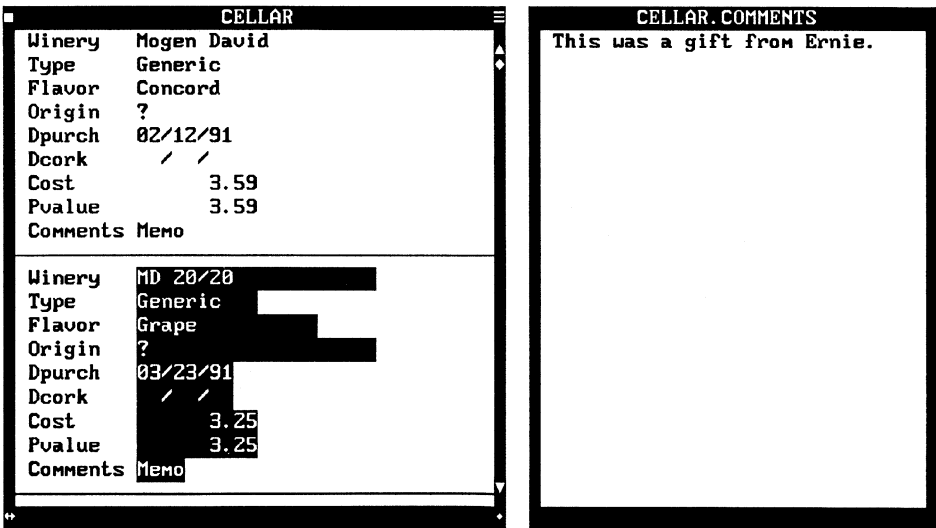 CELLAR
Winery Mogen David
Type Generic
Flavor Concord
Origin ?
Dpurch 02/12/91
Dcork / /
Cost 3.59
Pvalue 3.59
Comments Memo
Winery MD 20/20
Type Generic
Flavor Grape
Origin ?
Dpurch 03/23/91
Dcork / /
Cost 3.25
Pvalue 3.25
Comments Memo
CELLAR.COMMENTS
This was a gift from Ernie.